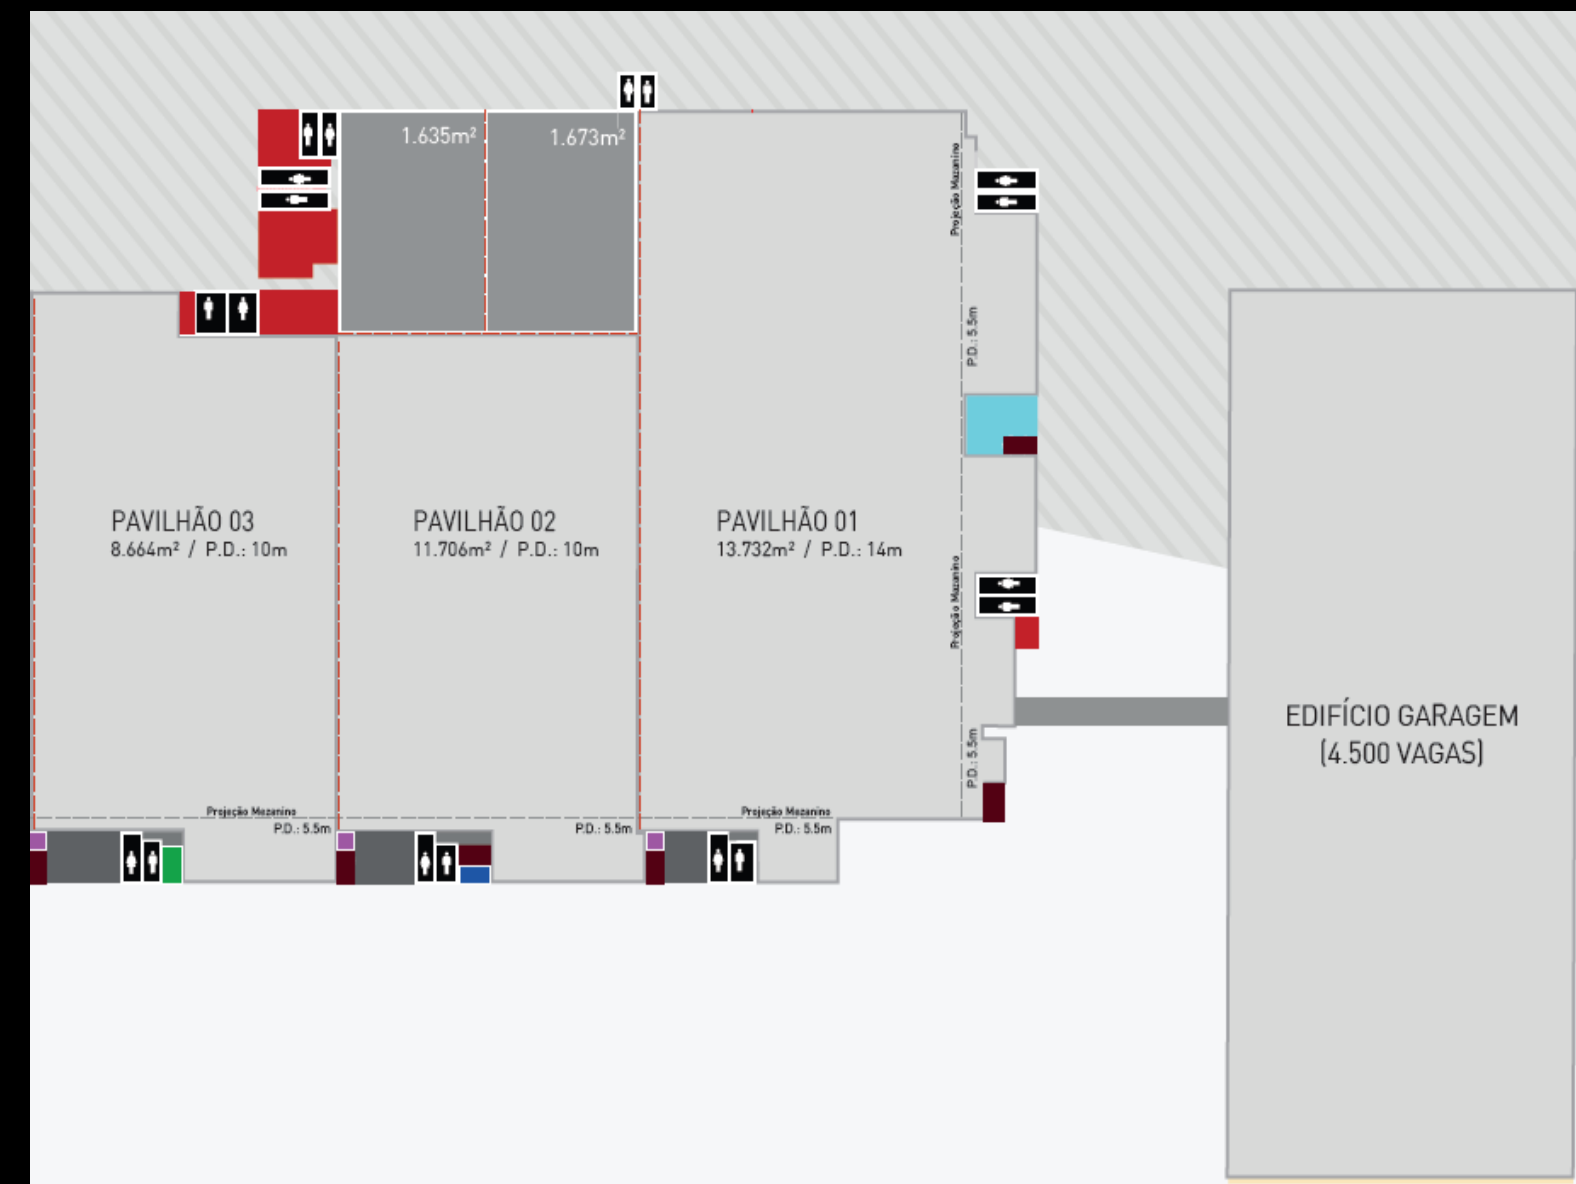 1.635m²
1.673m²
Projeção Mezanino
P.D.: 5.5m
PAVILHÃO 03
8.664m² / P.D.: 10m
PAVILHÃO 02
11.706m² / P.D.: 10m
PAVILHÃO 01
13.732m² / P.D.: 14m
Projeção Mezanino
P.D.: 5.5m
EDIFÍCIO GARAGEM
(4.500 VAGAS)
Projeção Mezanino
P.D.: 5.5m
P.D.: 5.5m
Projeção Mezanino
P.D.: 5.5m